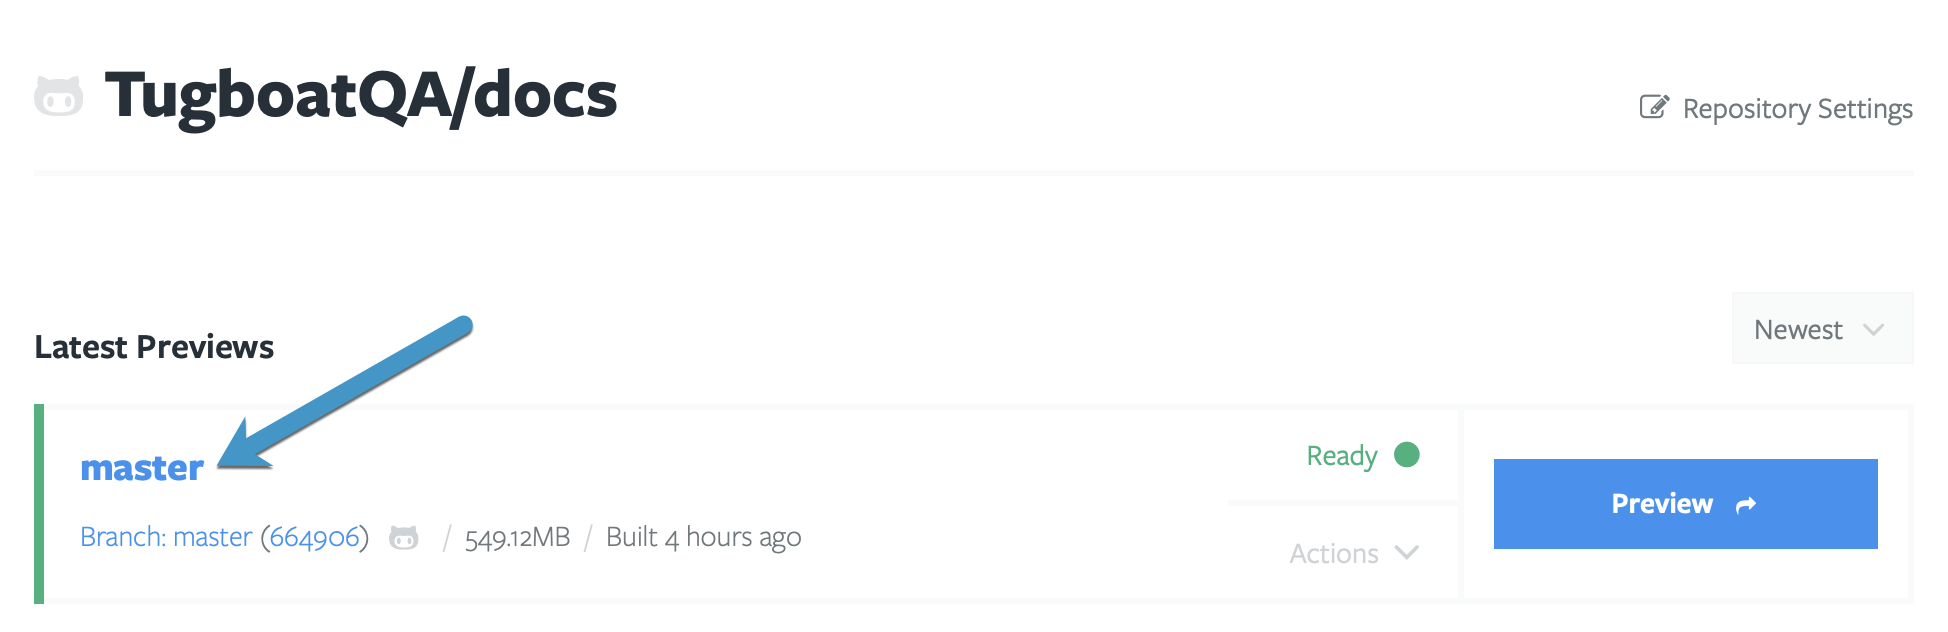 TugboatQA/docs
Repository Settings
Latest Previews
Newest
master
Ready
Preview
Branch: master (664906) / 549.12MB / Built 4 hours ago
Actions